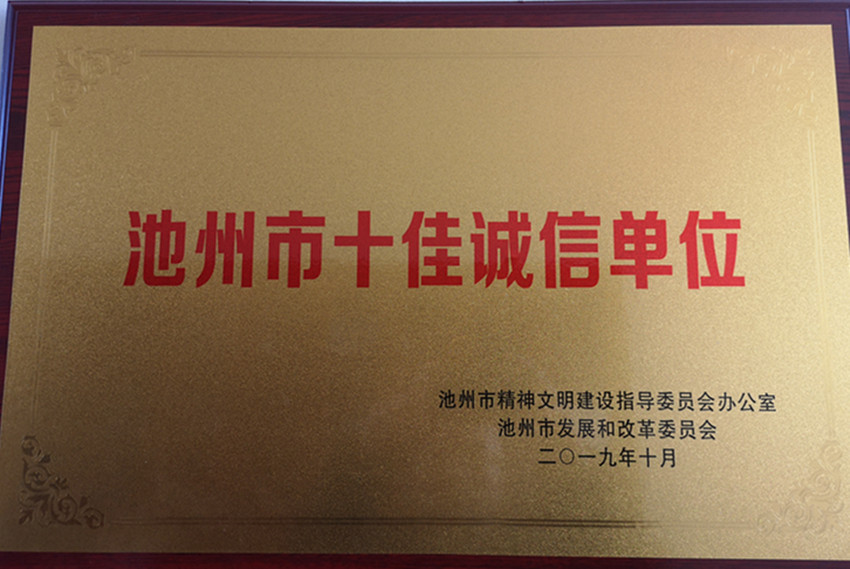 池州市十佳诚信单位
池州市精神文明建设指导委员会办公室
池州市发展和改革委员会
二〇一九年十月